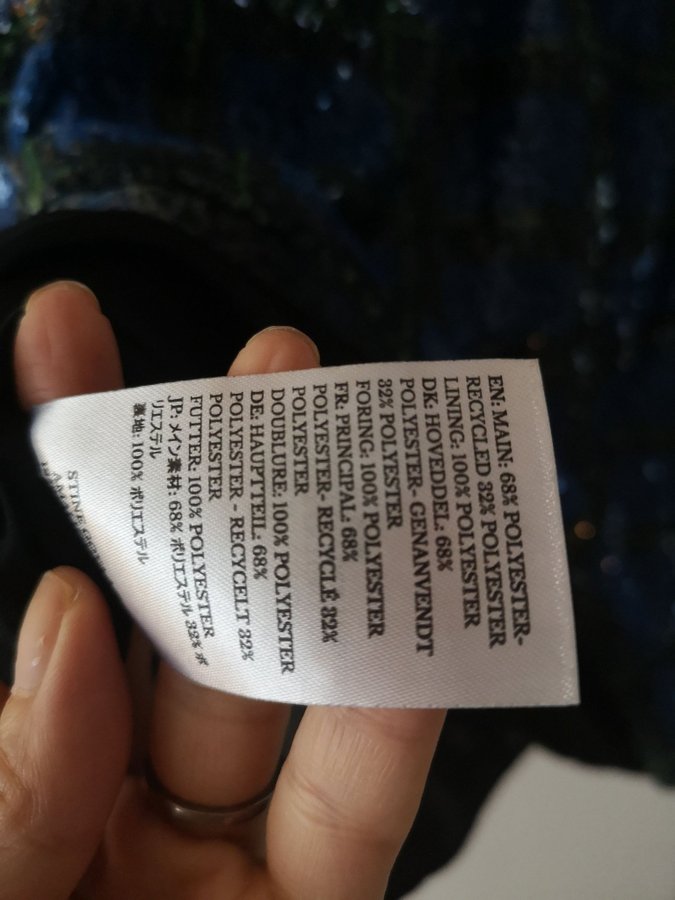 EN: MAIN: 68% POLYESTER-
RECYCLED 32% POLYESTER
LINING: 100% POLYESTER
DK: HOVEDDEL: 68%
POLYESTER- GENANVENDT
32% POLYESTER
FORING: 100% POLYESTER
FR: PRINCIPAL: 68%
POLYESTER- RECYCLÉ 32%
POLYESTER
DOUBLURE: 100% POLYESTER
DE: HAUPTTEIL: 68%
POLYESTER - RECYCELT 32%
POLYESTER
FUTTER: 100% POLYESTER
JP: メイン素材: 68% ポリエステル 32% ポ
リエステル
裏地: 100% ポリエステル
STINE